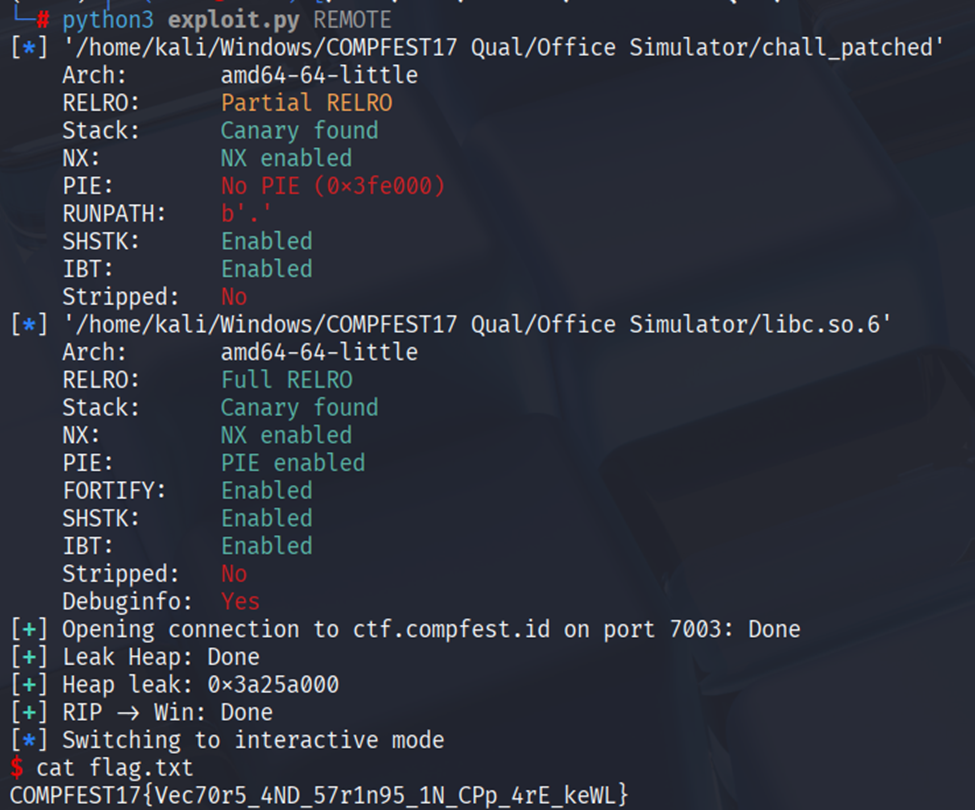 └─# python3 exploit.py REMOTE
[*] '/home/kali/Windows/COMPFEST17 Qual/Office Simulator/chall_patched'
    Arch:       amd64-64-little
    RELRO:      Partial RELRO
    Stack:      Canary found
    NX:         NX enabled
    PIE:        No PIE (0x3fe000)
    RUNPATH:    b'.'
    SHSTK:      Enabled
    IBT:        Enabled
    Stripped:   No
[*] '/home/kali/Windows/COMPFEST17 Qual/Office Simulator/libc.so.6'
    Arch:       amd64-64-little
    RELRO:      Full RELRO
    Stack:      Canary found
    NX:         NX enabled
    PIE:        PIE enabled
    FORTIFY:    Enabled
    SHSTK:      Enabled
    IBT:        Enabled
    Stripped:   No
    Debuginfo:  Yes
[+] Opening connection to ctf.compfest.id on port 7003: Done
[+] Leak Heap: Done
[+] Heap leak: 0x3a25a000
[+] RIP → Win: Done
[*] Switching to interactive mode
$ cat flag.txt
COMPFEST17{Vec70r5_4ND_57r1n95_1N_CPp_4rE_keWL}